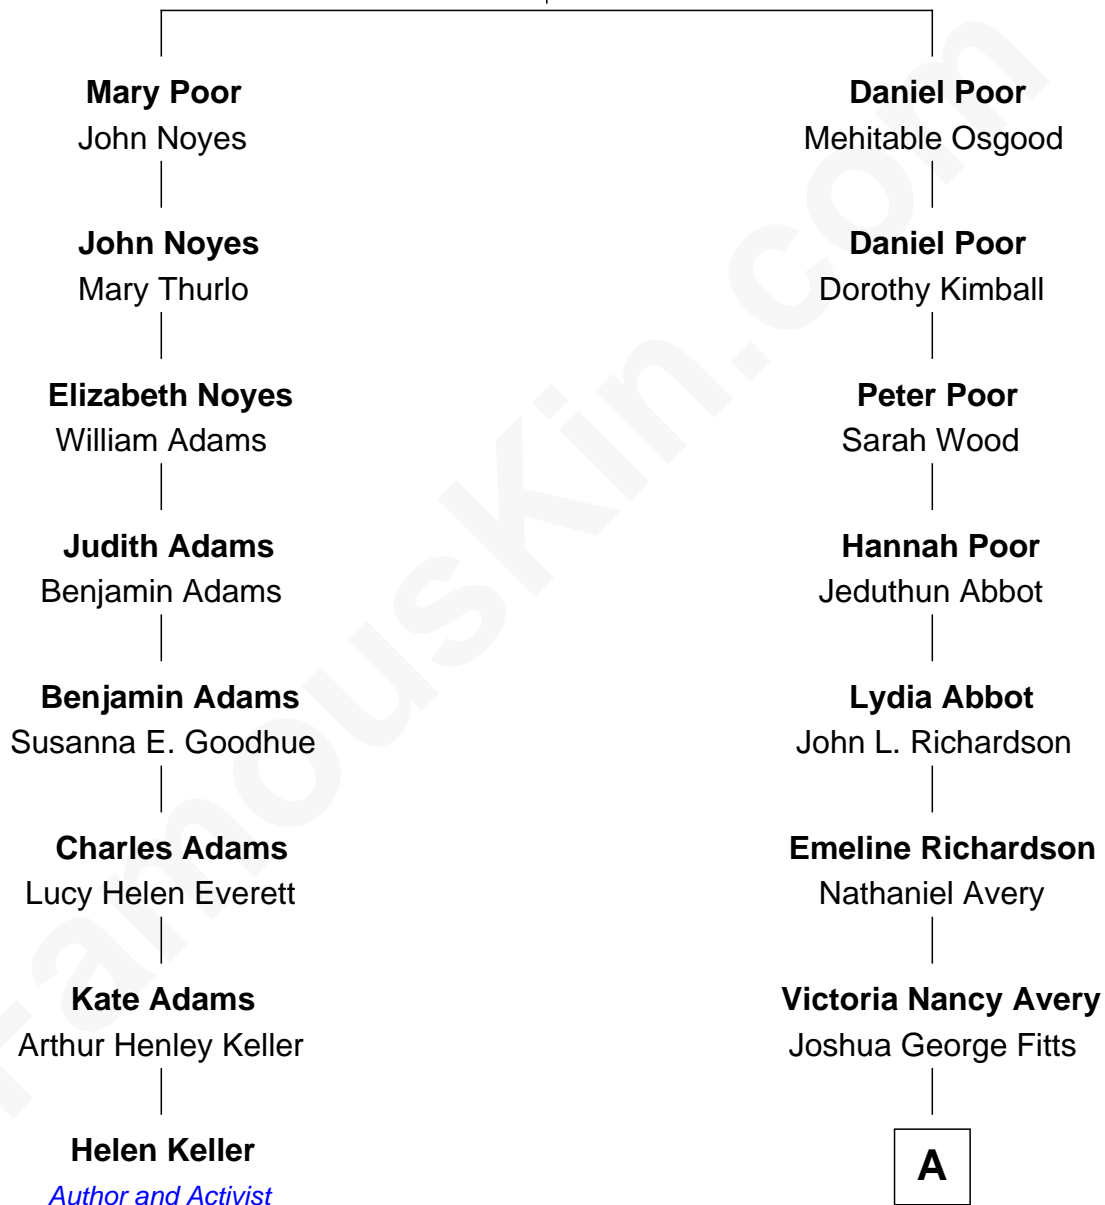 Mary Poor
John Noyes
John Noyes
Mary Thurlo
Elizabeth Noyes
William Adams
Judith Adams
Benjamin Adams
Benjamin Adams
Susanna E. Goodhue
Charles Adams
Lucy Helen Everett
Kate Adams
Arthur Henley Keller
Helen Keller
Author and Activist
Daniel Poor
Mehitable Osgood
Daniel Poor
Dorothy Kimball
Peter Poor
Sarah Wood
Hannah Poor
Jeduthun Abbot
Lydia Abbot
John L. Richardson
Emeline Richardson
Nathaniel Avery
Victoria Nancy Avery
Joshua George Fitts
A
FamousKin.com